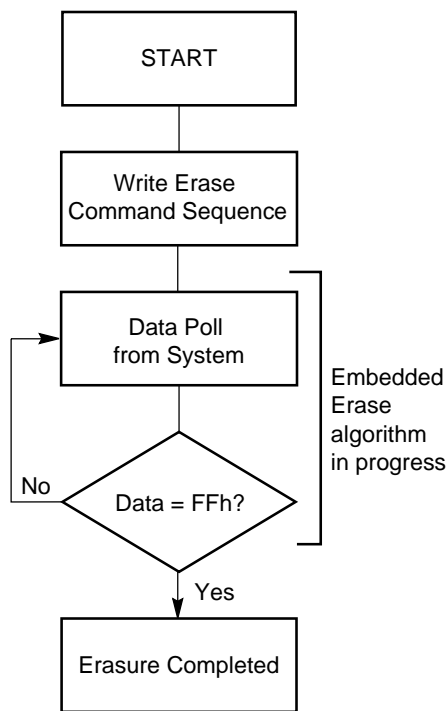 START
Write Erase
Command Sequence
Data Poll
from System
Embedded
Erase
algorithm
in progress
No
Data = FFh?
Yes
Erasure Completed